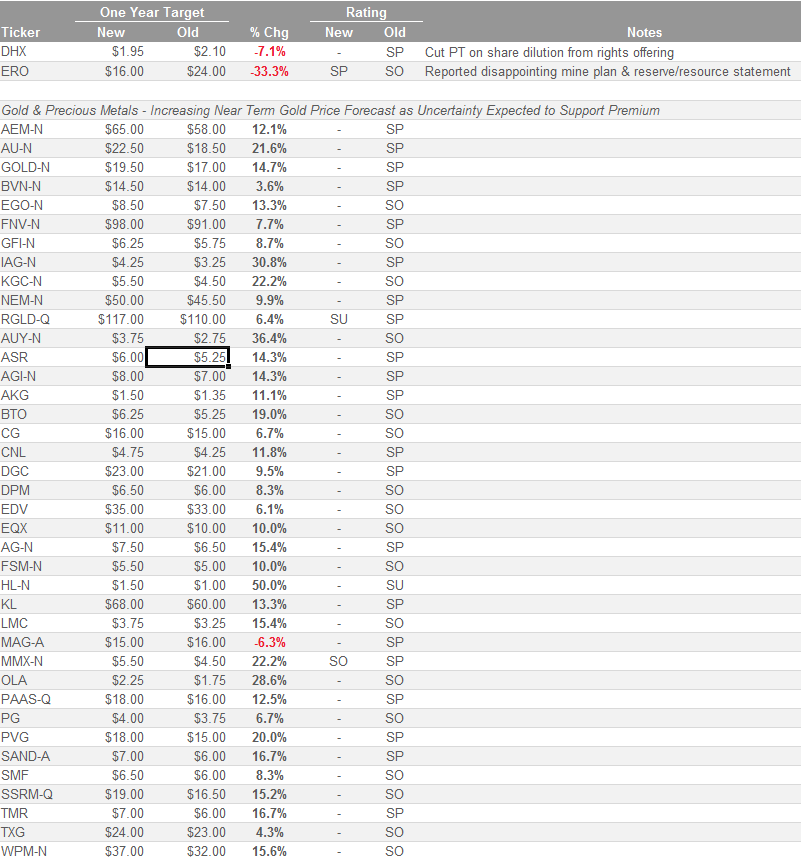 One Year Target Rating
Ticker New Old % Chg New Old Notes
DHX $1.95 $2.10 -7.1% - SP Cut PT on share dilution from rights offering
ERO $16.00 $24.00 -33.3% SP SO Reported disappointing mine plan & reserve/resource statement
Gold & Precious Metals - Increasing Near Term Gold Price Forecast as Uncertainty Expected to Support Premium
AEM-N $65.00 $58.00 12.1% - SP
AU-N $22.50 $18.50 21.6% - SP
GOLD-N $19.50 $17.00 14.7% - SP
BVN-N $14.50 $14.00 3.6% - SP
EGO-N $8.50 $7.50 13.3% - SO
FNV-N $98.00 $91.00 7.7% - SP
GFI-N $6.25 $5.75 8.7% - SO
IAG-N $4.25 $3.25 30.8% - SP
KGC-N $5.50 $4.50 22.2% - SO
NEM-N $50.00 $45.50 9.9% - SP
RGLD-Q $117.00 $110.00 6.4% SU SP
AUY-N $3.75 $2.75 36.4% - SO
ASR $6.00 $5.25 14.3% - SP
AGI-N $8.00 $7.00 14.3% - SP
AKG $1.50 $1.35 11.1% - SP
BTO $6.25 $5.25 19.0% - SO
CG $16.00 $15.00 6.7% - SO
CNL $4.75 $4.25 11.8% - SP
DGC $23.00 $21.00 9.5% - SP
DPM $6.50 $6.00 8.3% - SO
EDV $35.00 $33.00 6.1% - SO
EQX $11.00 $10.00 10.0% - SO
AG-N $7.50 $6.50 15.4% - SP
FSM-N $5.50 $5.00 10.0% - SO
HL-N $1.50 $1.00 50.0% - SU
KL $68.00 $60.00 13.3% - SP
LMC $3.75 $3.25 15.4% - SO
MAG-A $15.00 $16.00 -6.3% - SP
MMX-N $5.50 $4.50 22.2% SO SP
OLA $2.25 $1.75 28.6% - SO
PAAS-Q $18.00 $16.00 12.5% - SP
PG $4.00 $3.75 6.7% - SO
PVG $18.00 $15.00 20.0% - SP
SAND-A $7.00 $6.00 16.7% - SP
SMF $6.50 $6.00 8.3% - SO
SSRM-Q $19.00 $16.50 15.2% - SO
TMR $7.00 $6.00 16.7% - SP
TXG $24.00 $23.00 4.3% - SO
WPM-N $37.00 $32.00 15.6% - SO